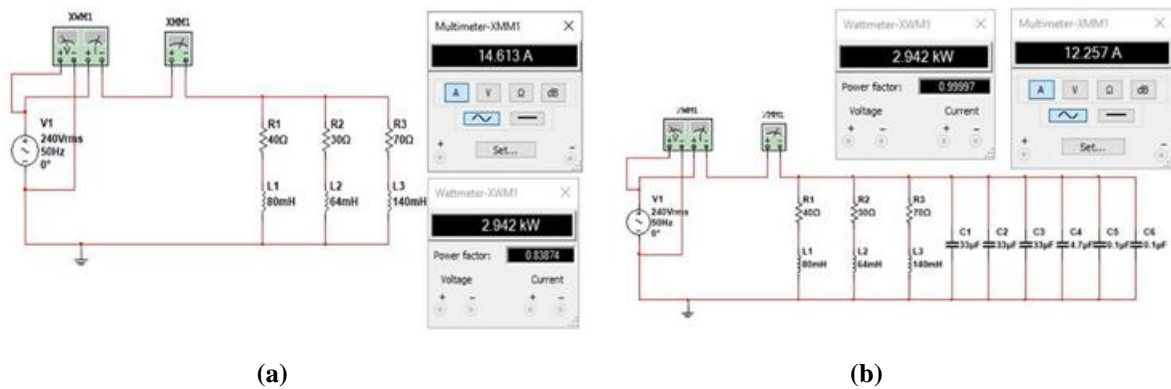 XWM1
XMM1
V1
240Vrms
50Hz
0°
R1
40Ω
R2
30Ω
R3
70Ω
L1
80mH
L2
64mH
L3
140mH
Multimeter-XMM1
14.613 A
A V Ω dB
+ Set... −
Wattmeter-XWM1
2.942 kW
Power factor: 0.83874
Voltage Current
+ − + −
(a)
Wattmeter-XWM1
2.942 kW
Power factor: 0.99997
Voltage Current
+ − + −
Multimeter-XMM1
12.257 A
A V Ω dB
+ Set... −
V1
240Vrms
50Hz
0°
R1
40Ω
R2
30Ω
R3
70Ω
L1
80mH
L2
64mH
L3
140mH
C1
33µF
C2
33µF
C3
33µF
C4
4.7µF
C5
0.1µF
C6
0.1µF
(b)